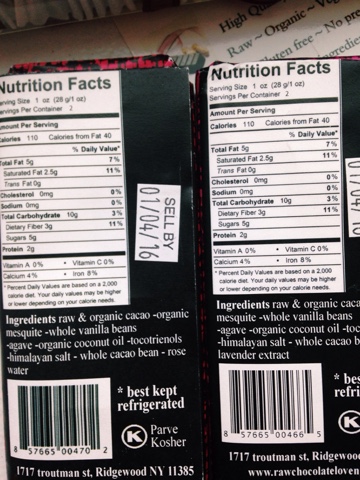 High Qu
Raw ~ Organic ~ Ve
luten free ~ No pre
Nutrition Facts
erving Size 1 oz (28 g/1 oz)
Servings Per Container 2
Amount Per Serving
Calories 110 Calories from Fat 40
% Daily Value*
Total Fat 5g 7%
Saturated Fat 2.5g 11%
Trans Fat 0g
Cholesterol 0mg 0%
Sodium 0mg 0%
Total Carbohydrate 10g 3%
Dietary Fiber 3g 11%
Sugars 5g
Protein 2g
Vitamin A 0% • Vitamin C 0%
Calcium 4% • Iron 8%
*Percent Daily Values are based on a 2,000
calorie diet. Your daily values may be higher
or lower depending on your calorie needs.
SELL BY
01/04/16
Ingredients raw & organic cacao -organic
mesquite -whole vanilla beans
-agave -organic coconut oil -tocotrienols
-himalayan salt - whole cacao bean - rose
water
* best kept
refrigerated
K
Parve
Kosher
8 57665 00470 2
1717 troutman st, Ridgewood NY 11385
Nutrition Facts
Serving Size 1 oz (28 g/1 oz)
Servings Per Container 2
Amount Per Serving
Calories 110 Calories from Fat 40
% Daily Value*
Total Fat 5g 7%
Saturated Fat 2.5g 11%
Trans Fat 0g
Cholesterol 0mg 0%
Sodium 0mg 0%
Total Carbohydrate 10g 3%
Dietary Fiber 3g 11%
Sugars 5g
Protein 2g
Vitamin A 0% • Vitamin C 0%
Calcium 4% • Iron 8%
*Percent Daily Values are based on a 2,000
calorie diet. Your daily values may be higher
or lower depending on your calorie needs.
Ingredients raw & organic caca
mesquite -whole vanilla beans
-agave -organic coconut oil -toco
-himalayan salt - whole cacao b
lavender extract
* bes
refri
K
8 57665 00466 5
1717 troutman st, Ridgewo
www.rawchocolateloven